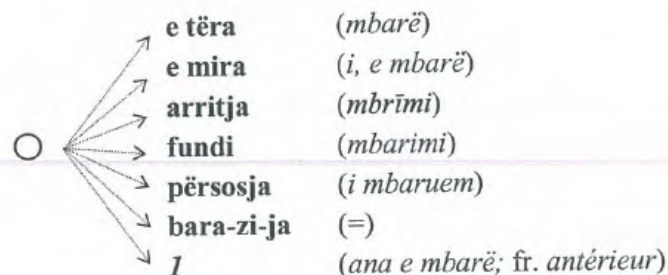 e tëra (mbarë)
e mira (i, e mbarë)
arritja (mbrīmi)
fundi (mbarimi)
përsosja (i mbaruem)
bara-zi-ja (=)
1 (ana e mbarë; fr. antérieur)